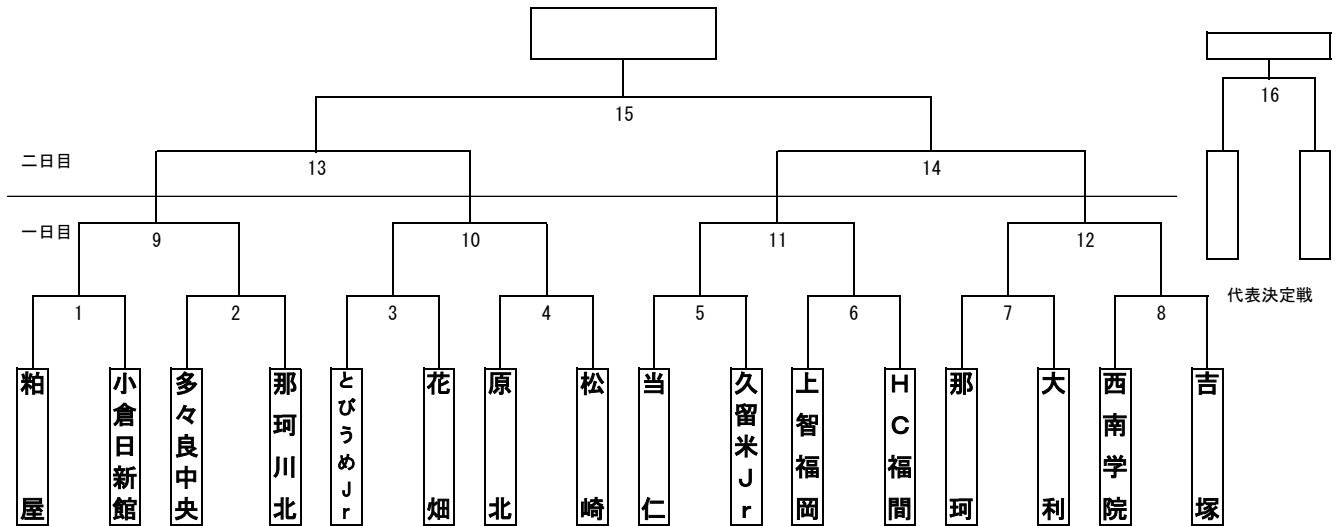 16
15
二日目
13
14
一日目
9
10
11
12
代表決定戦
1
2
3
4
5
6
7
8
粕屋
小倉日新館
多々良中央
那珂川北
とびうめJr
花畑
原北
松崎
当仁
久留米Jr
上智福岡
HC福間
那珂
大利
西南学院
吉塚